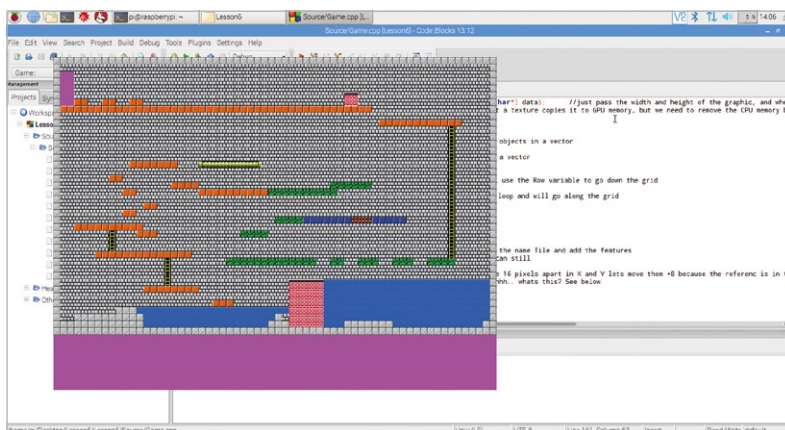 pi@raspberrypi: ~
Lesson6
Source/Game.cpp [L...
1 %
14:06
Source/Game.cpp [Lesson6] - Code::Blocks 13.12
File Edit View Search Project Build Debug Tools Plugins Settings Help
Game:
Management
Projects
har*) data); //just pass the width and height of the graphic, and whe
t a texture copies it to GPU memory, but we need to remove the CPU memory
objects in a vector
a vector
use the Row variable to go down the grid
loop and will go along the grid
the name Tile and add the features
can still
16 pixels apart in X and Y lets move them +8 because the referenc is in t
hh.. whats this? See below